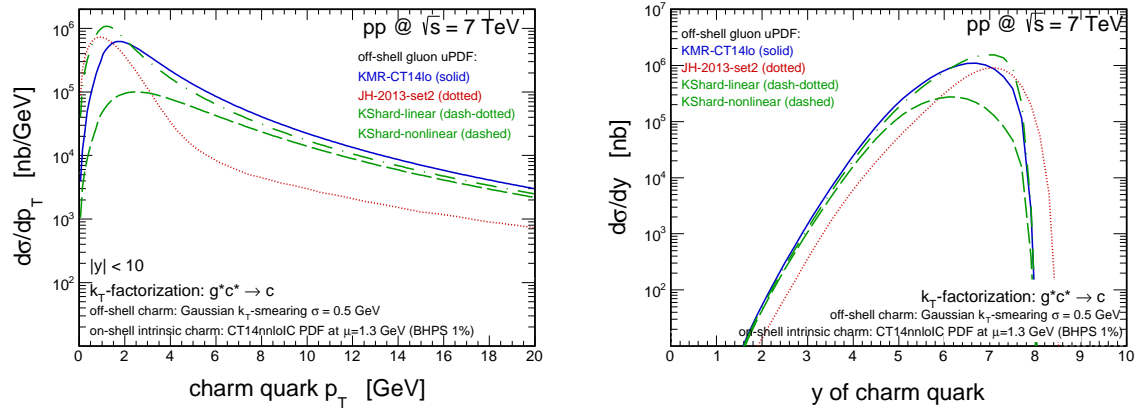 pp @ √s = 7 TeV
off-shell gluon uPDF:
KMR-CT14lo (solid)
JH-2013-set2 (dotted)
KShard-linear (dash-dotted)
KShard-nonlinear (dashed)
|y| < 10
k_T-factorization: g*c* → c
off-shell charm: Gaussian k_T-smearing σ = 0.5 GeV
on-shell intrinsic charm: CT14nnloIC PDF at μ=1.3 GeV (BHPS 1%)
dσ/dp_T [nb/GeV]
10^6
10^5
10^4
10^3
10^2
0 2 4 6 8 10 12 14 16 18 20
charm quark p_T [GeV]
pp @ √s = 7 TeV
off-shell gluon uPDF:
KMR-CT14lo (solid)
JH-2013-set2 (dotted)
KShard-linear (dash-dotted)
KShard-nonlinear (dashed)
k_T-factorization: g*c* → c
off-shell charm: Gaussian k_T-smearing σ = 0.5 GeV
on-shell intrinsic charm: CT14nnloIC PDF at μ=1.3 GeV (BHPS 1%)
dσ/dy [nb]
10^7
10^6
10^5
10^4
10^3
10^2
10
0 1 2 3 4 5 6 7 8 9 10
y of charm quark